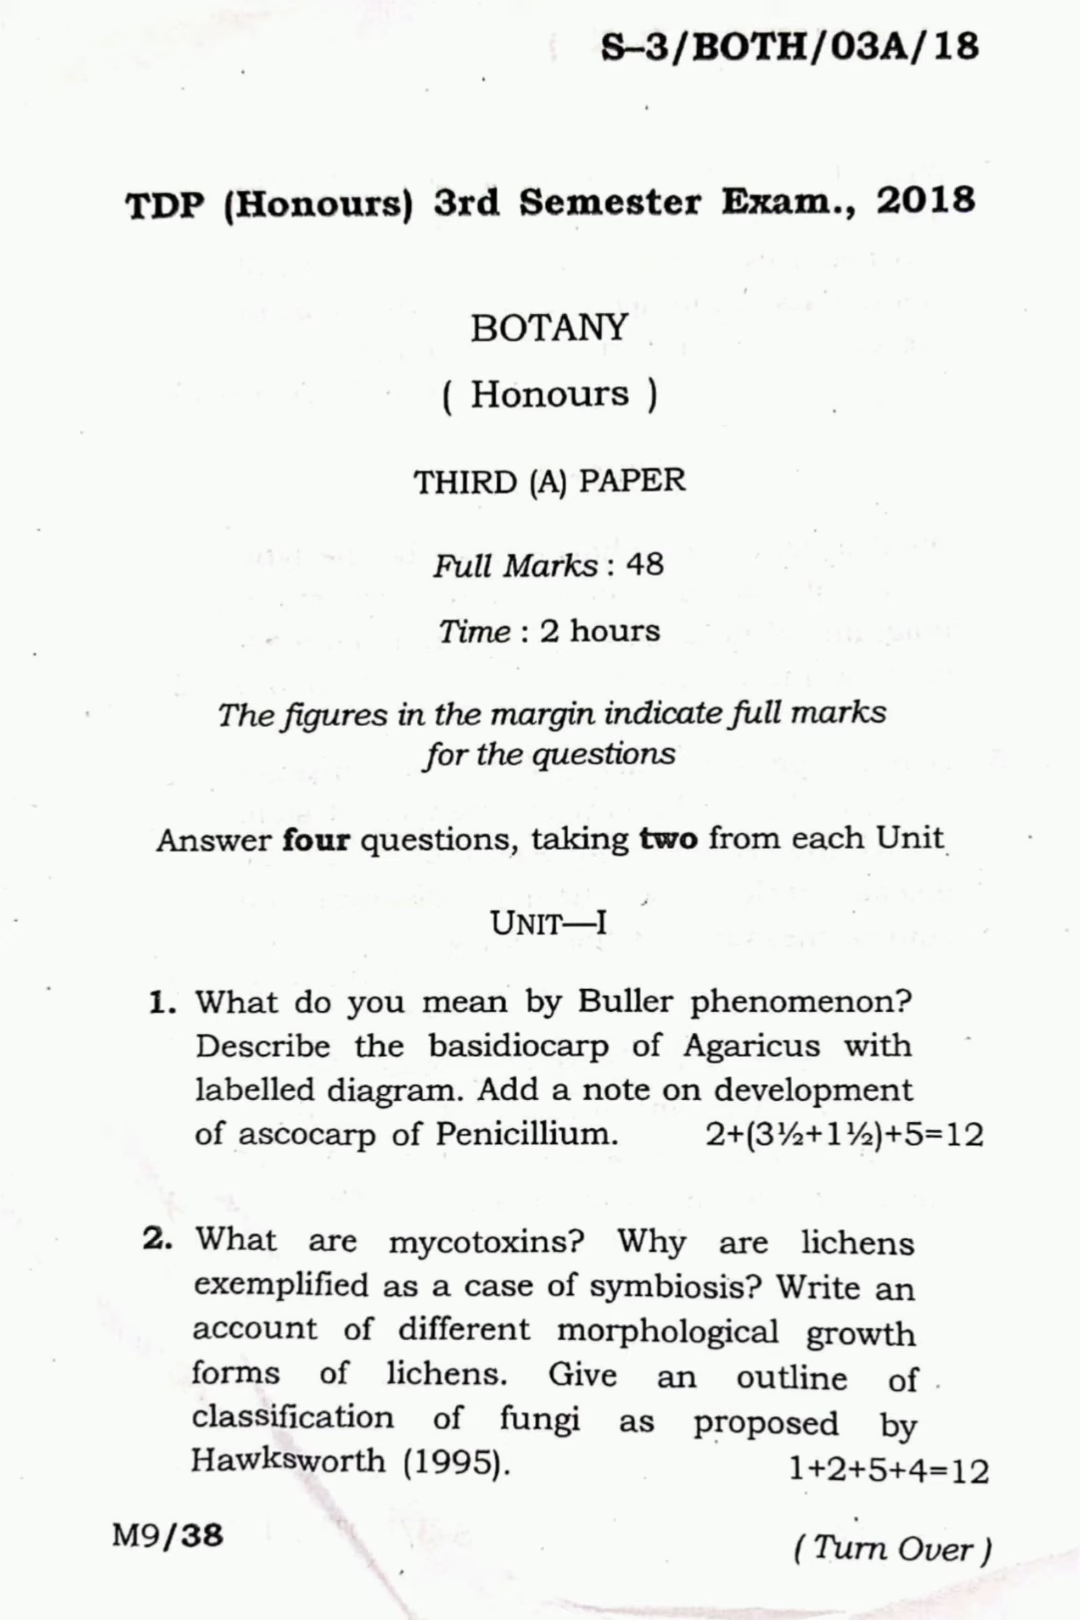 S–3/BOTH/03A/18
TDP (Honours) 3rd Semester Exam., 2018
BOTANY
( Honours )
THIRD (A) PAPER
Full Marks : 48
Time : 2 hours
The figures in the margin indicate full marks
for the questions
Answer four questions, taking two from each Unit
UNIT—I
1. What do you mean by Buller phenomenon?
Describe the basidiocarp of Agaricus with
labelled diagram. Add a note on development
of ascocarp of Penicillium. 2+(3½+1½)+5=12
2. What are mycotoxins? Why are lichens
exemplified as a case of symbiosis? Write an
account of different morphological growth
forms of lichens. Give an outline of
classification of fungi as proposed by
Hawksworth (1995). 1+2+5+4=12
M9/38
( Turn Over )